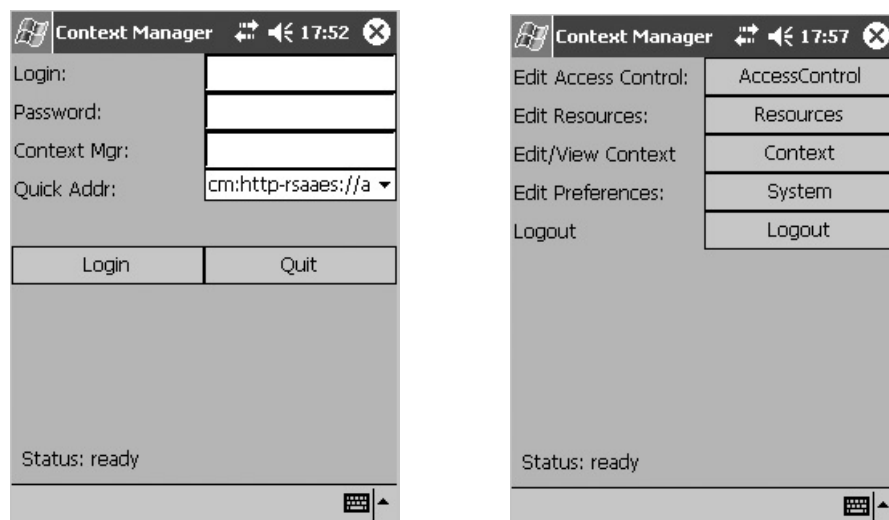 Context Manager 17:52
Login:
Password:
Context Mgr:
Quick Addr: cm:http-rsaaes://a
Login Quit
Status: ready
Context Manager 17:57
Edit Access Control: AccessControl
Edit Resources: Resources
Edit/View Context Context
Edit Preferences: System
Logout Logout
Status: ready